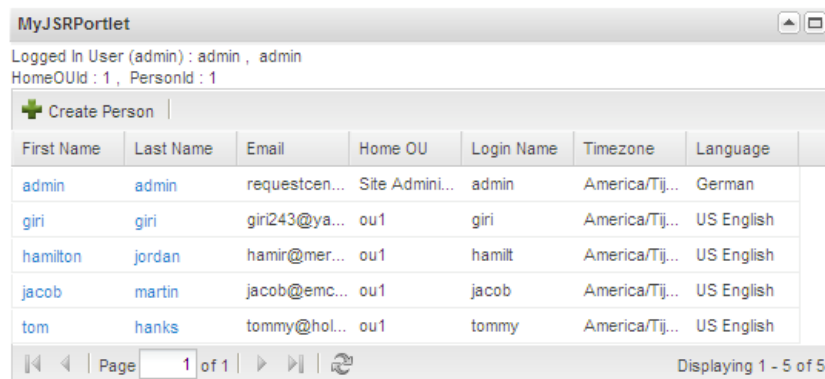 MyJSRPortlet
Logged In User (admin) : admin , admin
HomeOUId : 1 , PersonId : 1
Create Person
First Name Last Name Email Home OU Login Name Timezone Language
admin admin requestcen... Site Admini... admin America/Tij... German
giri giri giri243@ya... ou1 giri America/Tij... US English
hamilton jordan hamir@mer... ou1 hamilt America/Tij... US English
jacob martin jacob@emc... ou1 jacob America/Tij... US English
tom hanks tommy@hol... ou1 tommy America/Tij... US English
Page 1 of 1 Displaying 1 - 5 of 5